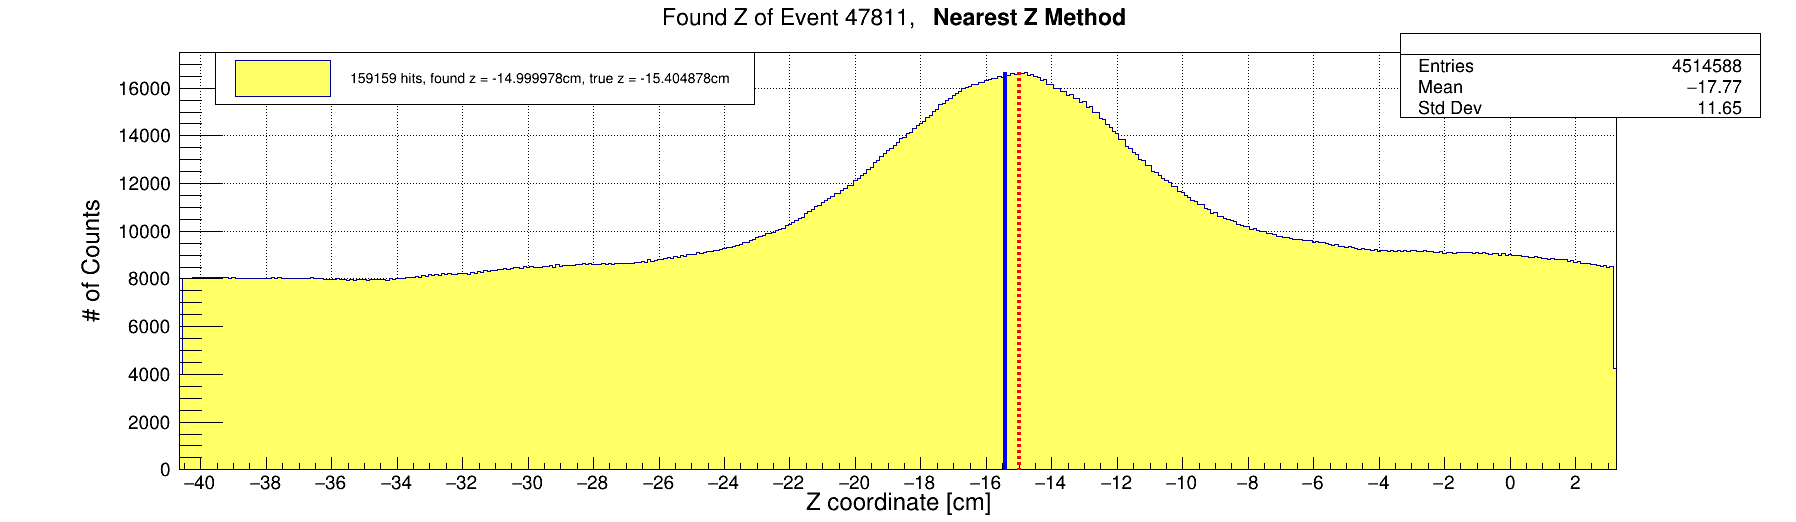 Found Z of Event 47811, Nearest Z Method
159159 hits, found z = -14.999978cm, true z = -15.404878cm
Entries 4514588
Mean −17.77
Std Dev 11.65
# of Counts
16000
14000
12000
10000
8000
6000
4000
2000
0
−40 −38 −36 −34 −32 −30 −28 −26 −24 −22 −20 −18 −16 −14 −12 −10 −8 −6 −4 −2 0 2
Z coordinate [cm]